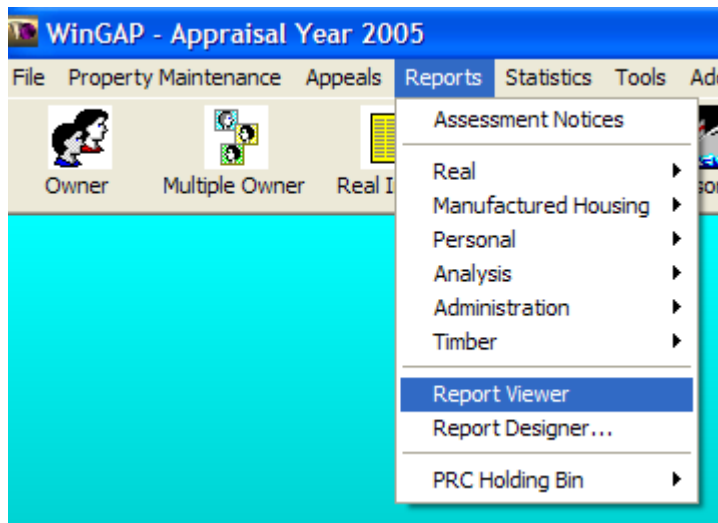 WinGAP - Appraisal Year 2005
File Property Maintenance Appeals Reports Statistics Tools
Owner Multiple Owner Real
Assessment Notices
Real
Manufactured Housing
Personal
Analysis
Administration
Timber
Report Viewer
Report Designer...
PRC Holding Bin